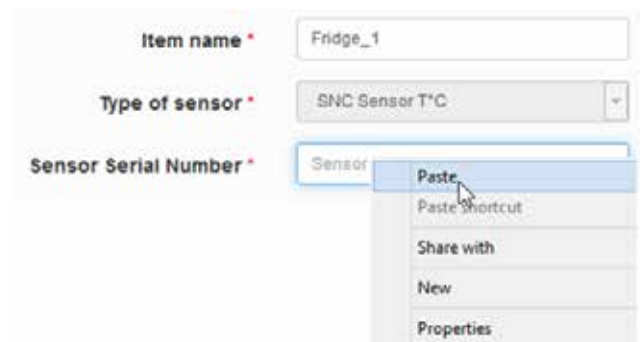 Item name *
Fridge_1
Type of sensor *
SNC Sensor T°C
Sensor Serial Number *
Sensor
Paste
Paste shortcut
Share with
New
Properties